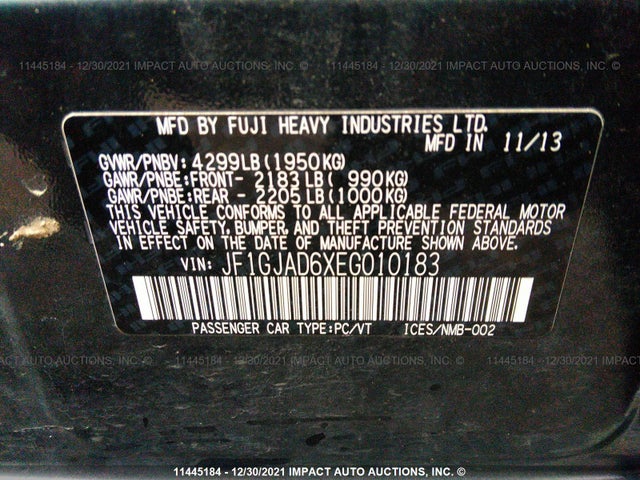 11445184 - 12/30/2021 IMPACT AUTO AUCTIONS, INC. ©
MFD BY FUJI HEAVY INDUSTRIES LTD.
MFD IN 11/13
GVWR/PNBV: 4299LB(1950KG)
GAWR/PNBE:FRONT- 2183LB( 990KG)
GAWR/PNBE:REAR - 2205LB(1000KG)
THIS VEHICLE CONFORMS TO ALL APPLICABLE FEDERAL MOTOR
VEHICLE SAFETY, BUMPER, AND THEFT PREVENTION STANDARDS
IN EFFECT ON THE DATE OF MANUFACTURE SHOWN ABOVE.
VIN: JF1GJAD6XEG010183
PASSENGER CAR TYPE:PC/VT ICES/NMB-002
11445184 - 12/30/2021 IMPACT AUTO AUCTIONS, INC. ©
11445184 - 12/30/2021 IMPACT AUTO AUCTIONS, INC. ©